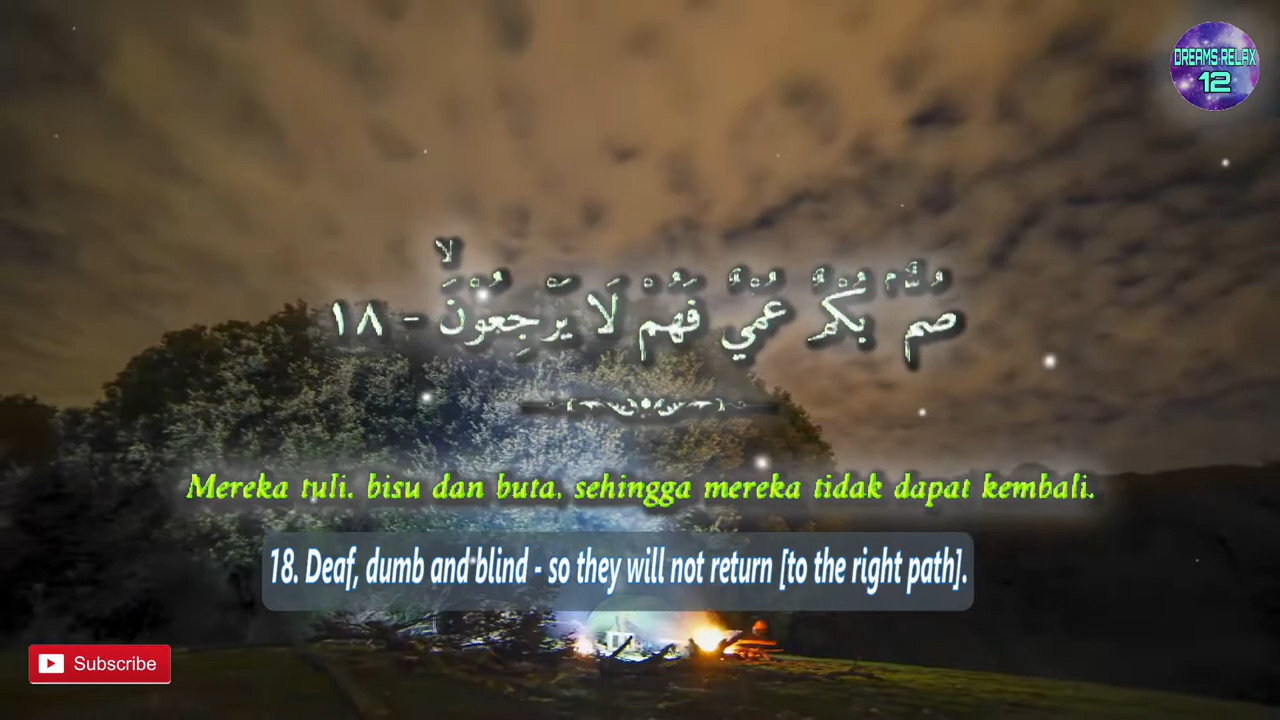 DREAMS RELAX
12
صُمٌّۢ بُكْمٌ عُمْيٌ فَهُمْ لَا يَرْجِعُوْنَۙ - ١٨
Mereka tuli, bisu dan buta, sehingga mereka tidak dapat kembali.
18. Deaf, dumb and blind - so they will not return [to the right path].
Subscribe